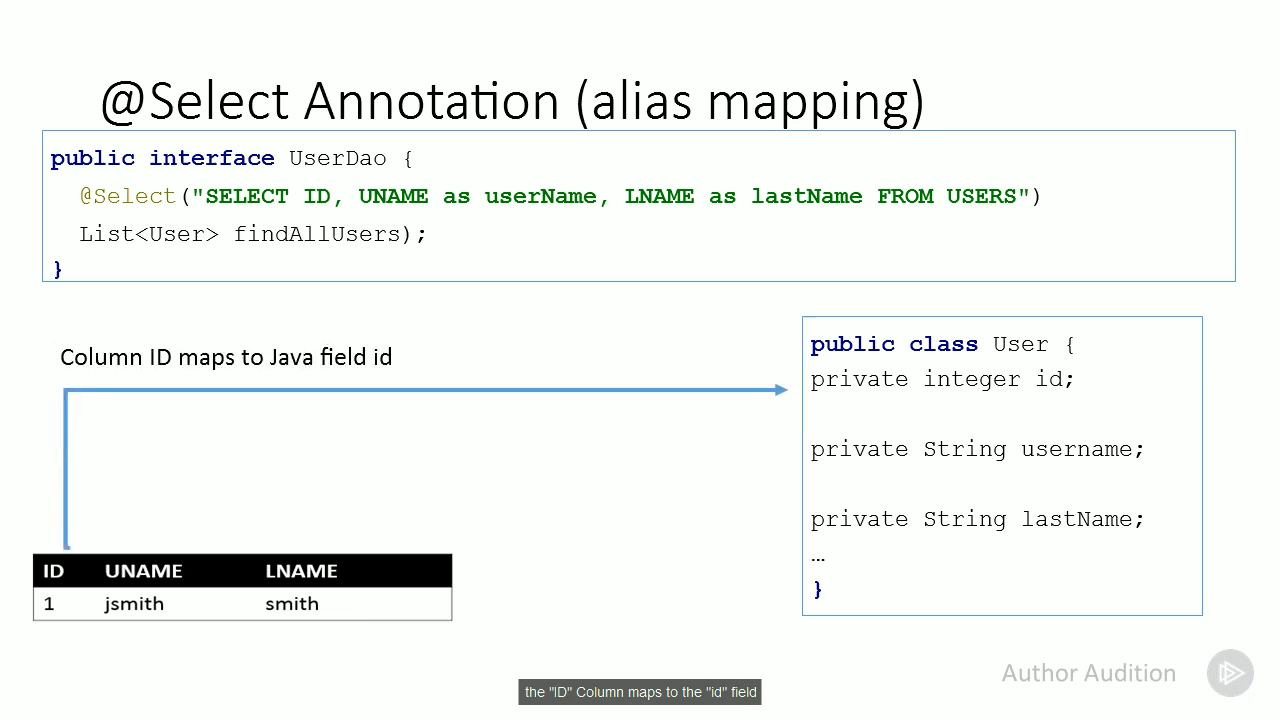 @Select Annotation (alias mapping)
public interface UserDao {
@Select("SELECT ID, UNAME as userName, LNAME as lastName FROM USERS")
List<User> findAllUsers);
}
Column ID maps to Java field id
public class User {
private integer id;
private String username;
private String lastName;
…
}
ID UNAME LNAME
1 jsmith smith
Author Audition
the "ID" Column maps to the "id" field